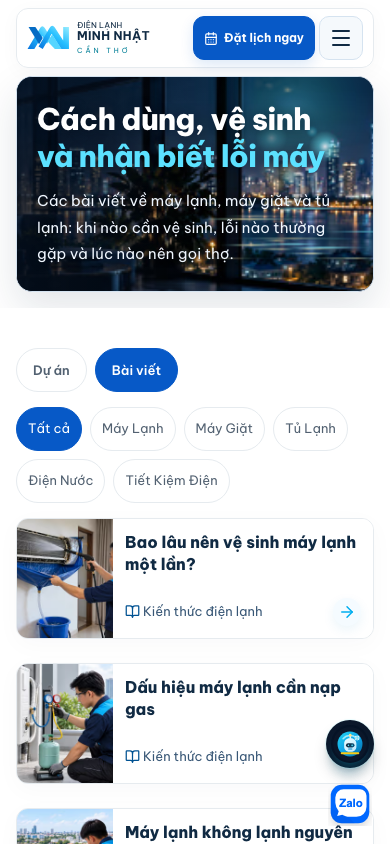 ĐIỆN LẠNH
MINH NHẬT
CẦN THƠ
Đặt lịch ngay
Cách dùng, vệ sinh
và nhận biết lỗi máy
Các bài viết về máy lạnh, máy giặt và tủ
lạnh: khi nào cần vệ sinh, lỗi nào thường
gặp và lúc nào nên gọi thợ.
Dự án
Bài viết
Tất cả
Máy Lạnh
Máy Giặt
Tủ Lạnh
Điện Nước
Tiết Kiệm Điện
Bao lâu nên vệ sinh máy lạnh
một lần?
Kiến thức điện lạnh
Dấu hiệu máy lạnh cần nạp
gas
Kiến thức điện lạnh
Zalo
Máy lạnh không lạnh nguyên